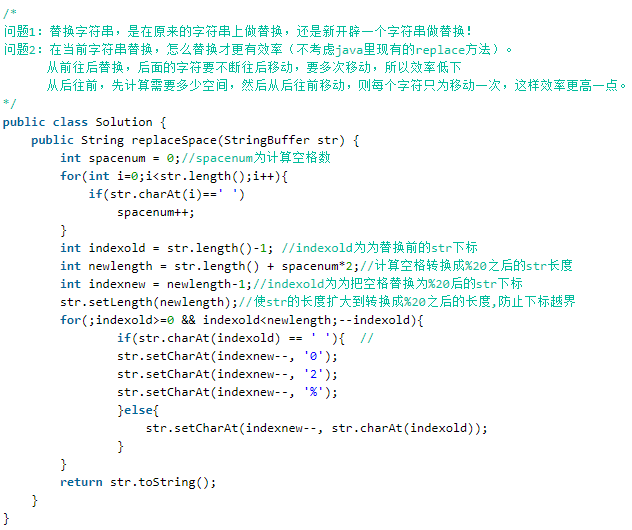 /*
问题1：替换字符串，是在原来的字符串上做替换，还是新开辟一个字符串做替换！
问题2：在当前字符串替换，怎么替换才更有效率（不考虑java里现有的replace方法）。
      从前往后替换，后面的字符要不断往后移动，要多次移动，所以效率低下
      从后往前，先计算需要多少空间，然后从后往前移动，则每个字符只为移动一次，这样效率更高一点。
*/
public class Solution {
    public String replaceSpace(StringBuffer str) {
        int spacenum = 0;//spacenum为计算空格数
        for(int i=0;i<str.length();i++){
            if(str.charAt(i)==' ')
                spacenum++;
        }
        int indexold = str.length()-1; //indexold为为替换前的str下标
        int newlength = str.length() + spacenum*2;//计算空格转换成%20之后的str长度
        int indexnew = newlength-1;//indexold为为把空格替换为%20后的str下标
        str.setLength(newlength);//使str的长度扩大到转换成%20之后的长度,防止下标越界
        for(;indexold>=0 && indexold<newlength;--indexold){
                if(str.charAt(indexold) == ' '){  //
                str.setCharAt(indexnew--, '0');
                str.setCharAt(indexnew--, '2');
                str.setCharAt(indexnew--, '%');
                }else{
                    str.setCharAt(indexnew--, str.charAt(indexold));
                }
        }
        return str.toString();
    }
}